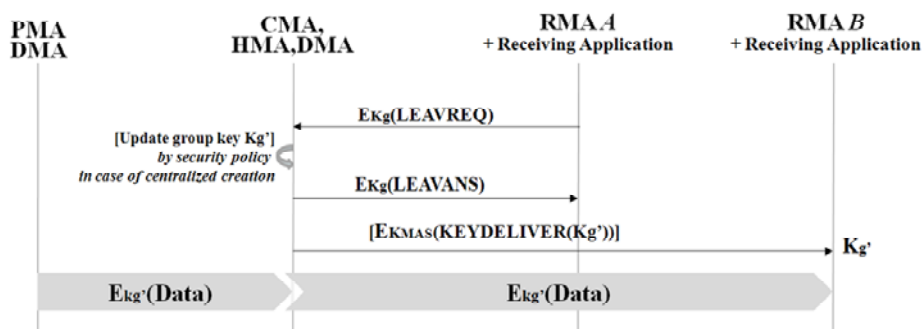 PMA
DMA
CMA,
HMA,DMA
RMA A
+ Receiving Application
RMA B
+ Receiving Application
EKg(LEAVREQ)
[Update group key Kg’]
by security policy
in case of centralized creation
EKg(LEAVANS)
[EKMAS(KEYDELIVER(Kg’))]
Kg’
Ekg’(Data)
Ekg’(Data)